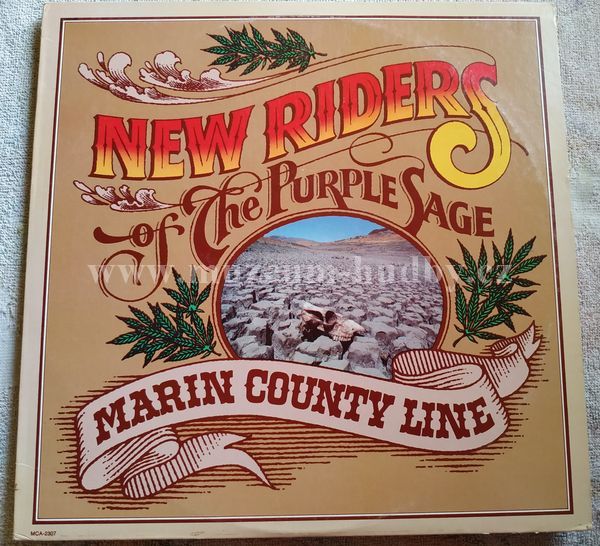 NEW RIDERS
of The PURPLE SAGE
www.muzeum-hudby.cz
MARIN COUNTY LINE
MCA-2307